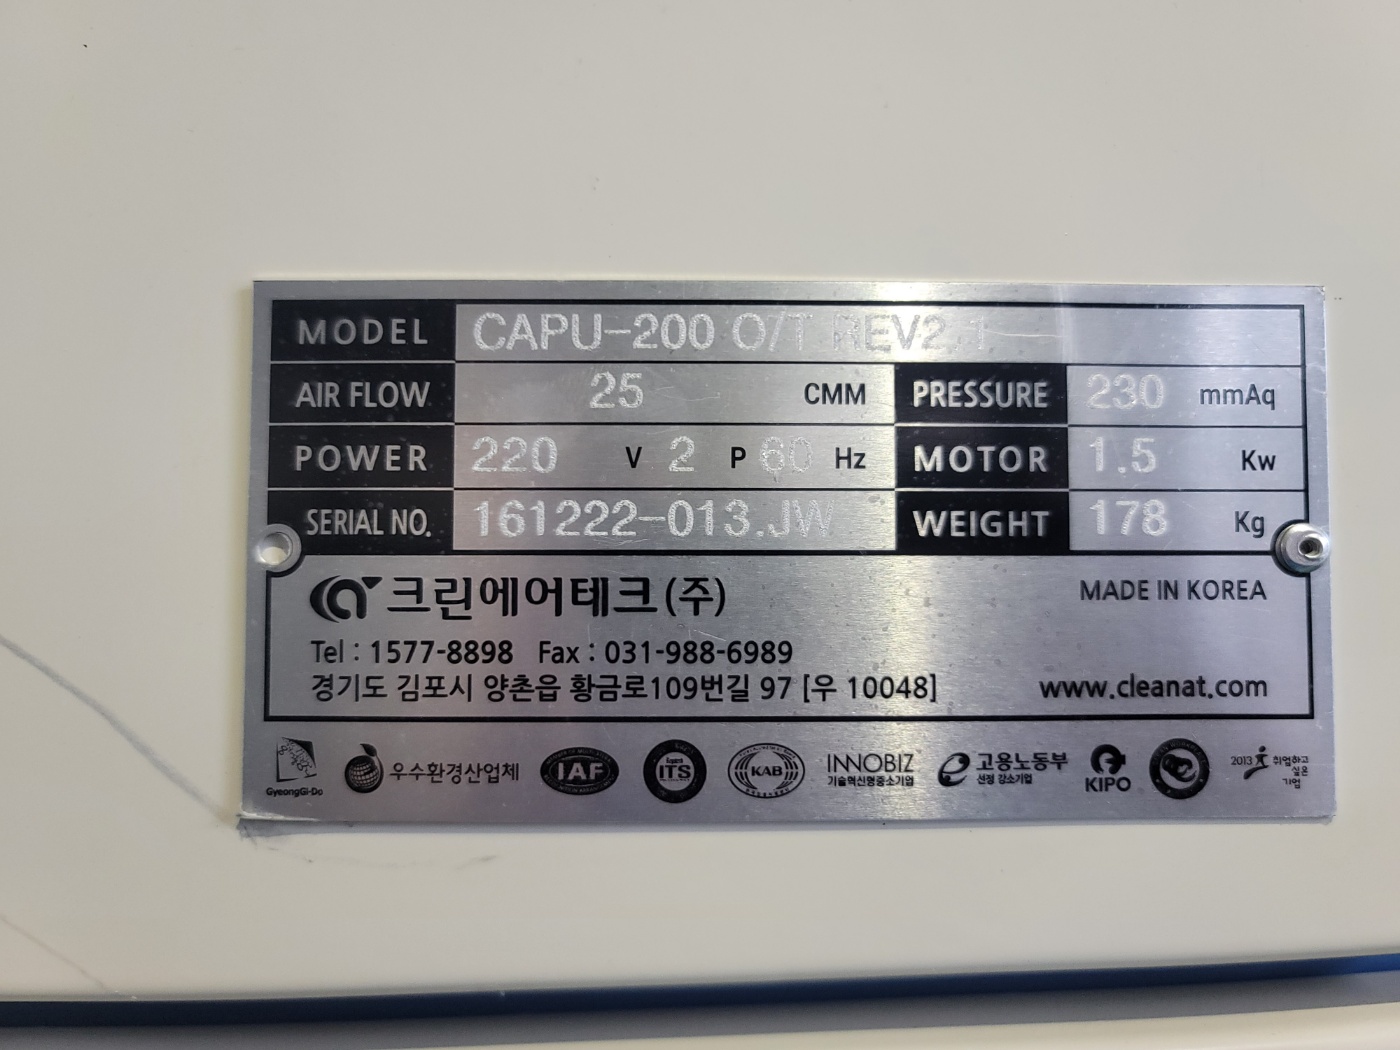 MODEL CAPU-200 O/T REV2.1
AIR FLOW 25 CMM PRESSURE 230 mmAq
POWER 220 V 2 P 60 Hz MOTOR 1.5 Kw
SERIAL NO. 161222-013.JW WEIGHT 178 Kg
크린에어테크(주) MADE IN KOREA
Tel : 1577-8898 Fax : 031-988-6989
경기도 김포시 양촌읍 황금로109번길 97 [우 10048] www.cleanat.com
GyeongGi-Do
우수환경산업체
IAF
ITS
KAB
INNOBIZ
기술혁신형중소기업
고용노동부
선정 강소기업
KIPO
2013 취업하고
싶은
기업